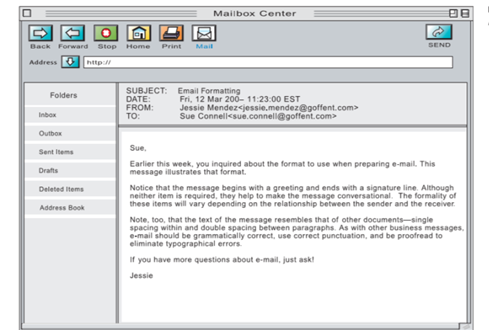 Mailbox Center
Back Forward Stop Home Print Mail SEND
Address http://
Folders
Inbox
Outbox
Sent Items
Drafts
Deleted Items
Address Book
SUBJECT: Email Formatting
DATE: Fri, 12 Mar 200– 11:23:00 EST
FROM: Jessie Mendez<jessie,mendez@goffent.com>
TO: Sue Connell<sue.connell@goffent.com>
Sue,
Earlier this week, you inquired about the format to use when preparing e-mail. This
message illustrates that format.
Notice that the message begins with a greeting and ends with a signature line. Although
neither item is required, they help to make the message conversational. The formality of
these items will vary depending on the relationship between the sender and the receiver.
Note, too, that the text of the message resembles that of other documents—single
spacing within and double spacing between paragraphs. As with other business messages,
e-mail should be grammatically correct, use correct punctuation, and be proofread to
eliminate typographical errors.
If you have more questions about e-mail, just ask!
Jessie